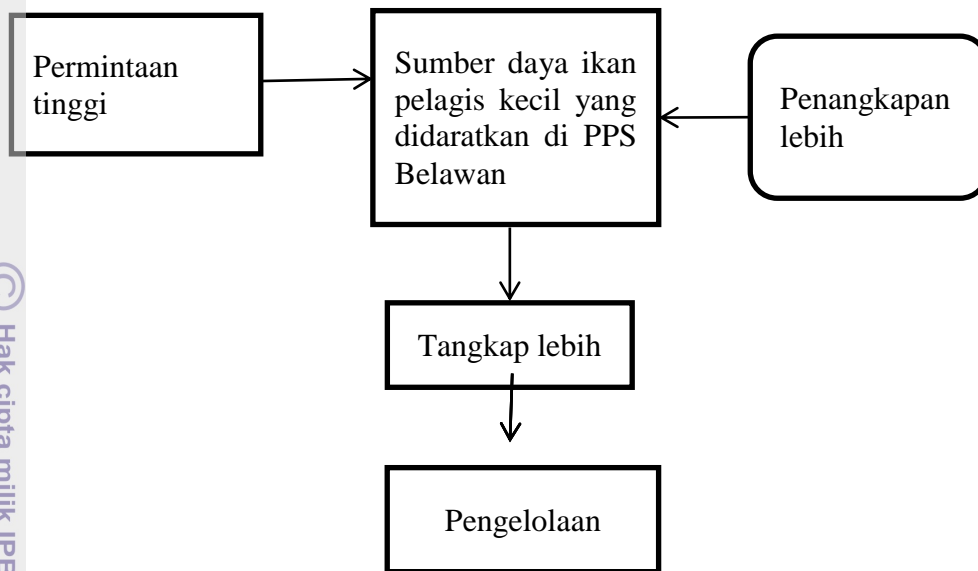 Permintaan
tinggi
Sumber daya ikan
pelagis kecil yang
didaratkan di PPS
Belawan
Penangkapan
lebih
Tangkap lebih
Pengelolaan
© Hak cipta milik